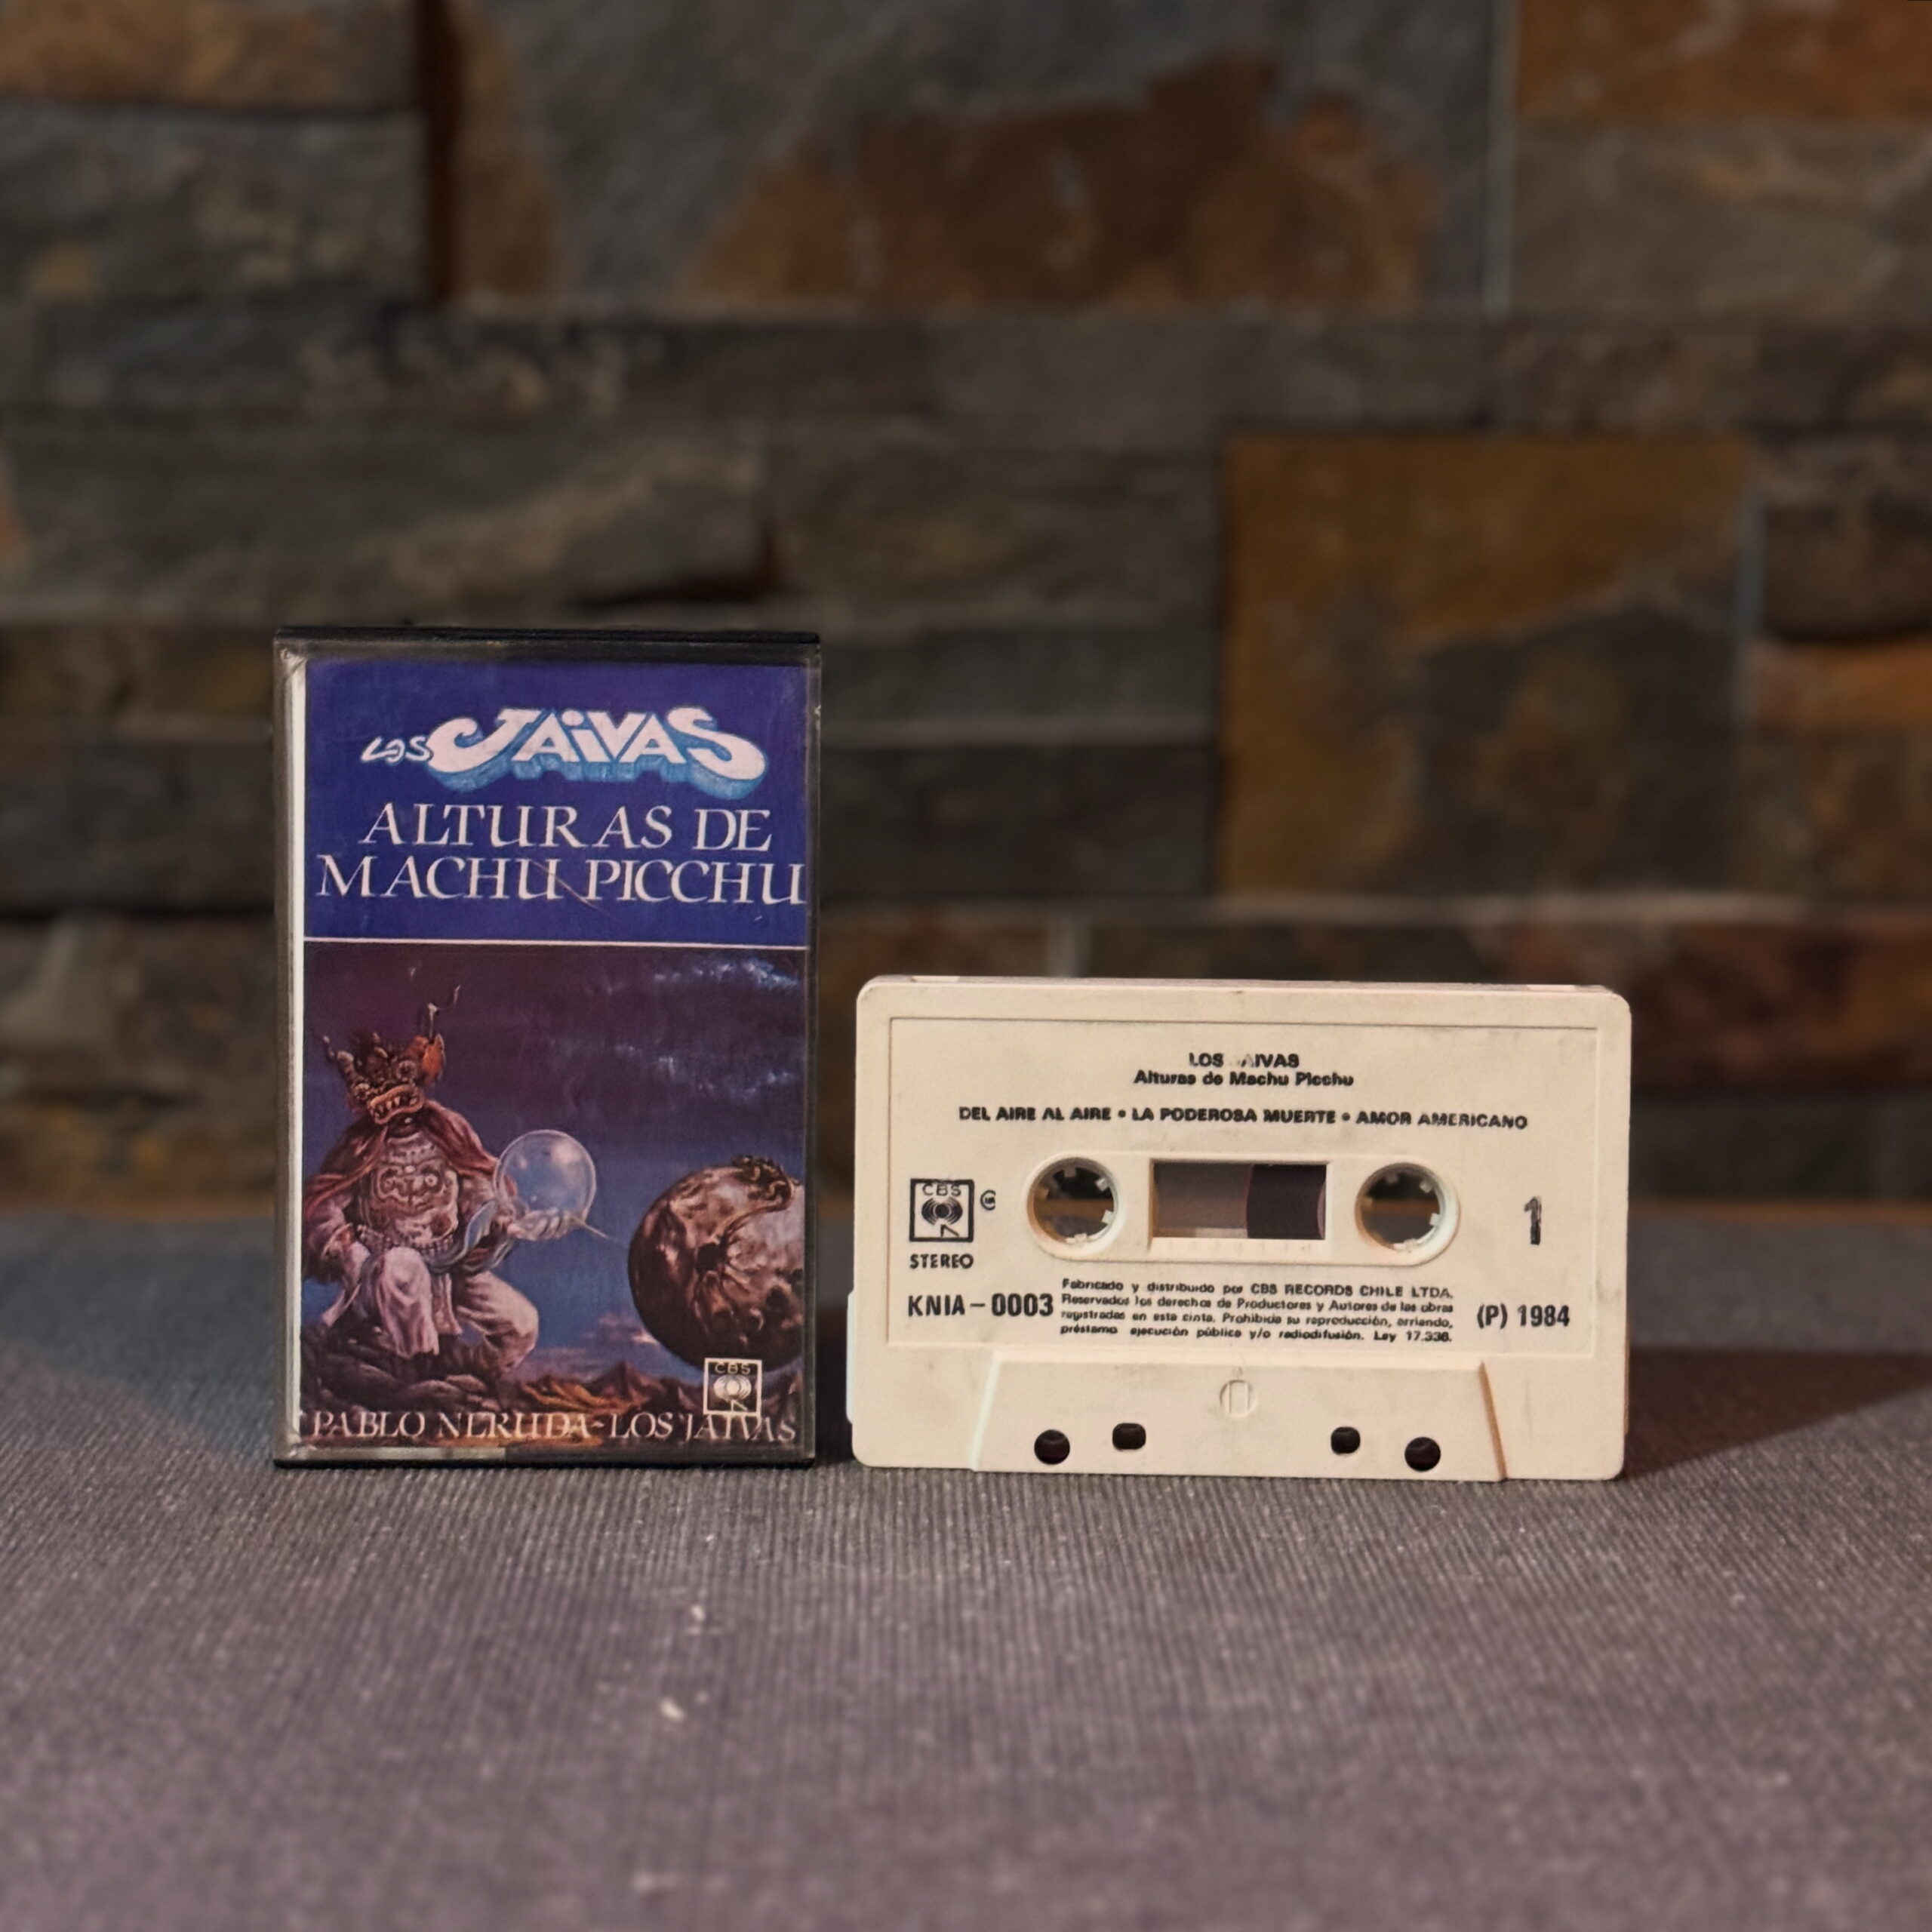 LOS JAIVAS
ALTURAS DE
MACHU PICCHU
CBS
PABLO NERUDA-LOS JAIVAS
LOS AIVAS
Alturas de Machu Picchu
DEL AIRE AL AIRE • LA PODEROSA MUERTE • AMOR AMERICANO
CBS
STEREO
1
KNIA-0003
Fabricado y distribuido por CBS RECORDS CHILE LTDA.
Reservados los derechos de Productores y Autores de las obras
registradas en esta cinta. Prohibida su reproducción, arriendo,
préstamo ejecución pública y/o radiodifusión. Ley 17.336.
(P) 1984